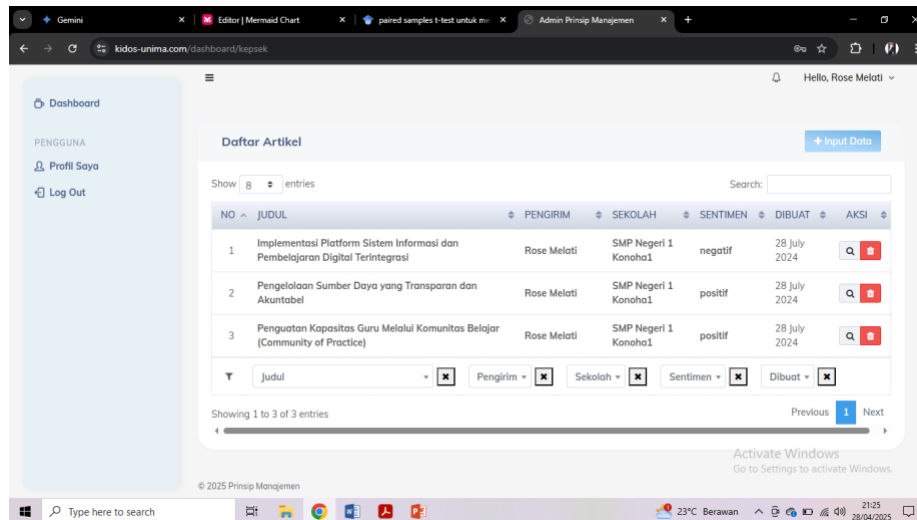 Gemini
Editor | Mermaid Chart
paired samples t-test untuk me
Admin Prinsip Manajemen
kidos-unima.com/dashboard/kepsek
Hello, Rose Melati
Dashboard
PENGGUNA
Profil Saya
Log Out
Daftar Artikel
+ Input Data
Show 8 entries
Search:
NO JUDUL PENGIRIM SEKOLAH SENTIMEN DIBUAT AKSI
1 Implementasi Platform Sistem Informasi dan Rose Melati SMP Negeri 1 negatif 28 July
Pembelajaran Digital Terintegrasi Konoha1 2024
2 Pengelolaan Sumber Daya yang Transparan dan Rose Melati SMP Negeri 1 positif 28 July
Akuntabel Konoha1 2024
3 Penguatan Kapasitas Guru Melalui Komunitas Belajar Rose Melati SMP Negeri 1 positif 28 July
(Community of Practice) Konoha1 2024
Judul Pengirim Sekolah Sentimen Dibuat
Showing 1 to 3 of 3 entries
Previous 1 Next
Activate Windows
Go to Settings to activate Windows.
© 2025 Prinsip Manajemen
Type here to search
23°C Berawan
21:25
28/04/2025